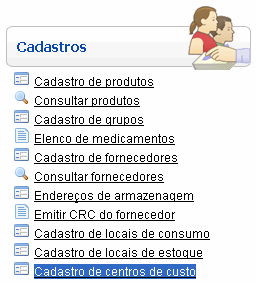 Cadastros
Cadastro de produtos
Consultar produtos
Cadastro de grupos
Elenco de medicamentos
Cadastro de fornecedores
Consultar fornecedores
Endereços de armazenagem
Emitir CRC do fornecedor
Cadastro de locais de consumo
Cadastro de locais de estoque
Cadastro de centros de custo